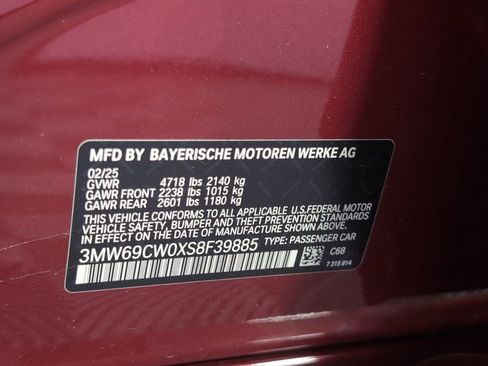 MFD BY BAYERISCHE MOTOREN WERKE AG
02/25
GVWR 4718 lbs 2140 kg
GAWR FRONT 2238 lbs 1015 kg
GAWR REAR 2601 lbs 1180 kg
THIS VEHICLE CONFORMS TO ALL APPLICABLE U.S.FEDERAL MOTOR
VEHICLE SAFETY, BUMPER, AND THEFT PREVENTION STANDARDS
IN EFFECT ON THE DATE OF MANUFACTURE SHOWN ABOVE.
3MW69CW0XS8F39885 TYPE: PASSENGER CAR
C6B
7 315 814